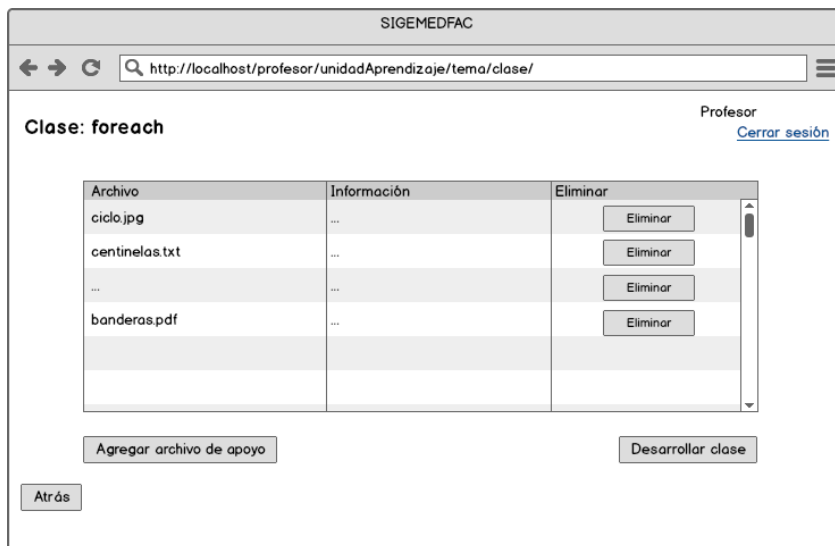 SIGEMEDFAC
http://localhost/profesor/unidadAprendizaje/tema/clase/
Profesor
Clase: foreach
Cerrar sesión
Archivo Información Eliminar
ciclo.jpg ... Eliminar
centinelas.txt ... Eliminar
... ... Eliminar
banderas.pdf ... Eliminar
Agregar archivo de apoyo Desarrollar clase
Atrás